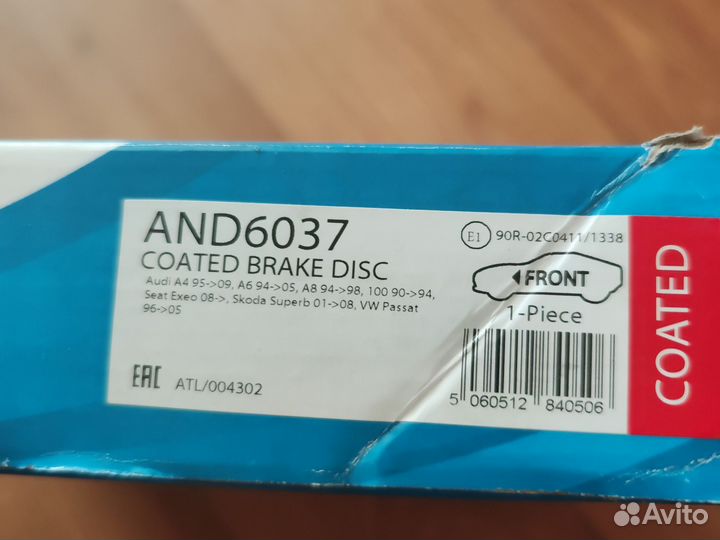 AND6037
COATED BRAKE DISC
Audi A4 95->09, A6 94->05, A8 94->98, 100 90->94,
Seat Exeo 08->, Skoda Superb 01->08, VW Passat
96->05
EAC ATL/004302
E1 90R-02C0411/1338
FRONT
1-Piece
5 060512 840506
COATED
Avito